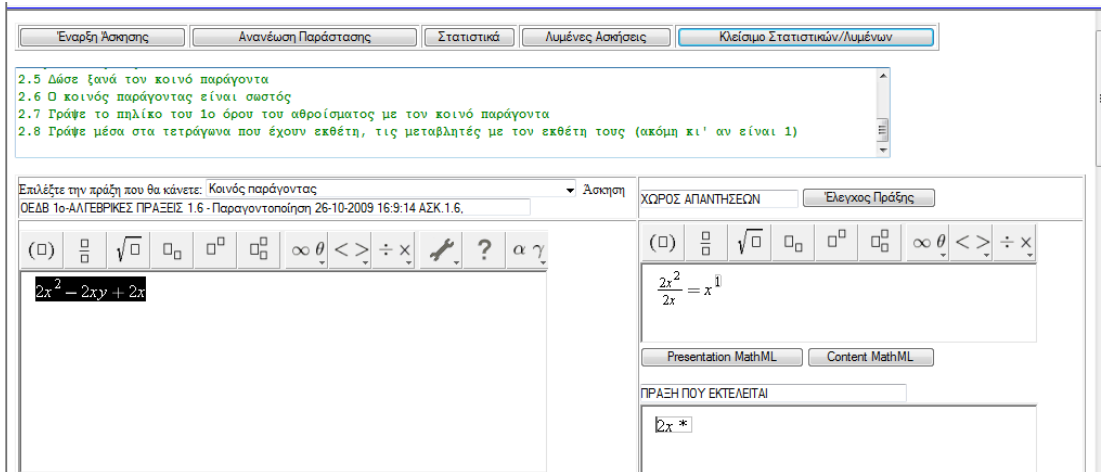 Έναρξη Άσκησης Ανανέωση Παράστασης Στατιστικά Λυμένες Ασκήσεις Κλείσιμο Στατιστικών/Λυμένων
2.5 Δώσε ξανά τον κοινό παράγοντα
2.6 Ο κοινός παράγοντας είναι σωστός
2.7 Γράψε το πηλίκο του 1ο όρου του αθροίσματος με τον κοινό παράγοντα
2.8 Γράψε μέσα στα τετράγωνα που έχουν εκθέτη, τις μεταβλητές με τον εκθέτη τους (ακόμη κι' αν είναι 1)
Επιλέξτε την πράξη που θα κάνετε: Κοινός παράγοντας Άσκηση
ΟΕΔΒ 1ο-ΑΛΓΕΒΡΙΚΕΣ ΠΡΑΞΕΙΣ 1.6 - Παραγοντοποίηση 26-10-2009 16:9:14 ΑΣΚ.1.6,
(□) □/□ √□ □□ □□ □□□ ∞ θ < > ÷ × ? α γ
2x² − 2xy + 2x
ΧΩΡΟΣ ΑΠΑΝΤΗΣΕΩΝ Έλεγχος Πράξης
(□) □/□ √□ □□ □□ □□□ ∞ θ < > ÷ ×
2x²/2x = x¹
Presentation MathML Content MathML
ΠΡΑΞΗ ΠΟΥ ΕΚΤΕΛΕΙΤΑΙ
2x *